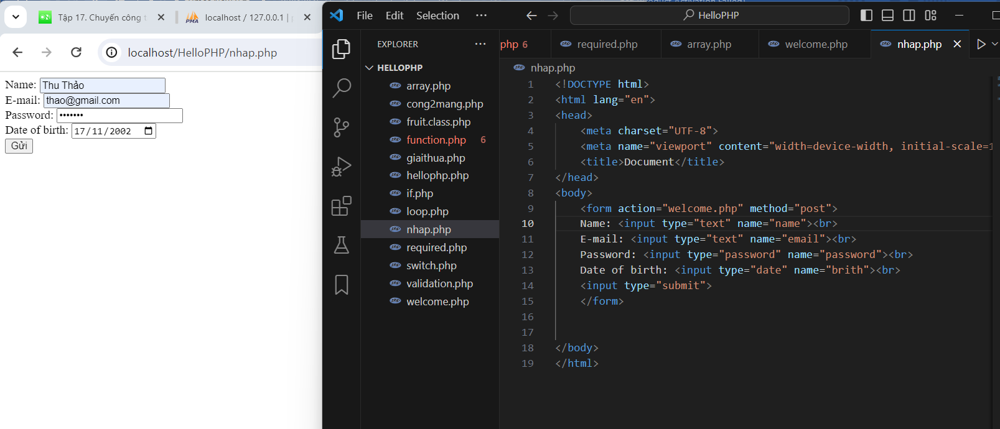 Tập 17. Chuyến công t
localhost / 127.0.0.1 | p
localhost/HelloPHP/nhap.php
Name: Thu Thảo
E-mail: thao@gmail.com
Password: •••••••
Date of birth: 17/11/2002
Gửi
File Edit Selection ···
HelloPHP
EXPLORER ···
HELLOPHP
array.php
cong2mang.php
fruit.class.php
function.php 6
giaithua.php
hellophp.php
if.php
loop.php
nhap.php
required.php
switch.php
validation.php
welcome.php
php 6 required.php array.php welcome.php nhap.php
nhap.php
1 <!DOCTYPE html>
2 <html lang="en">
3 <head>
4 <meta charset="UTF-8">
5 <meta name="viewport" content="width=device-width, initial-scale=1
6 <title>Document</title>
7 </head>
8 <body>
9 <form action="welcome.php" method="post">
10 Name: <input type="text" name="name"><br>
11 E-mail: <input type="text" name="email"><br>
12 Password: <input type="password" name="password"><br>
13 Date of birth: <input type="date" name="brith"><br>
14 <input type="submit">
15 </form>
16
17
18 </body>
19 </html>